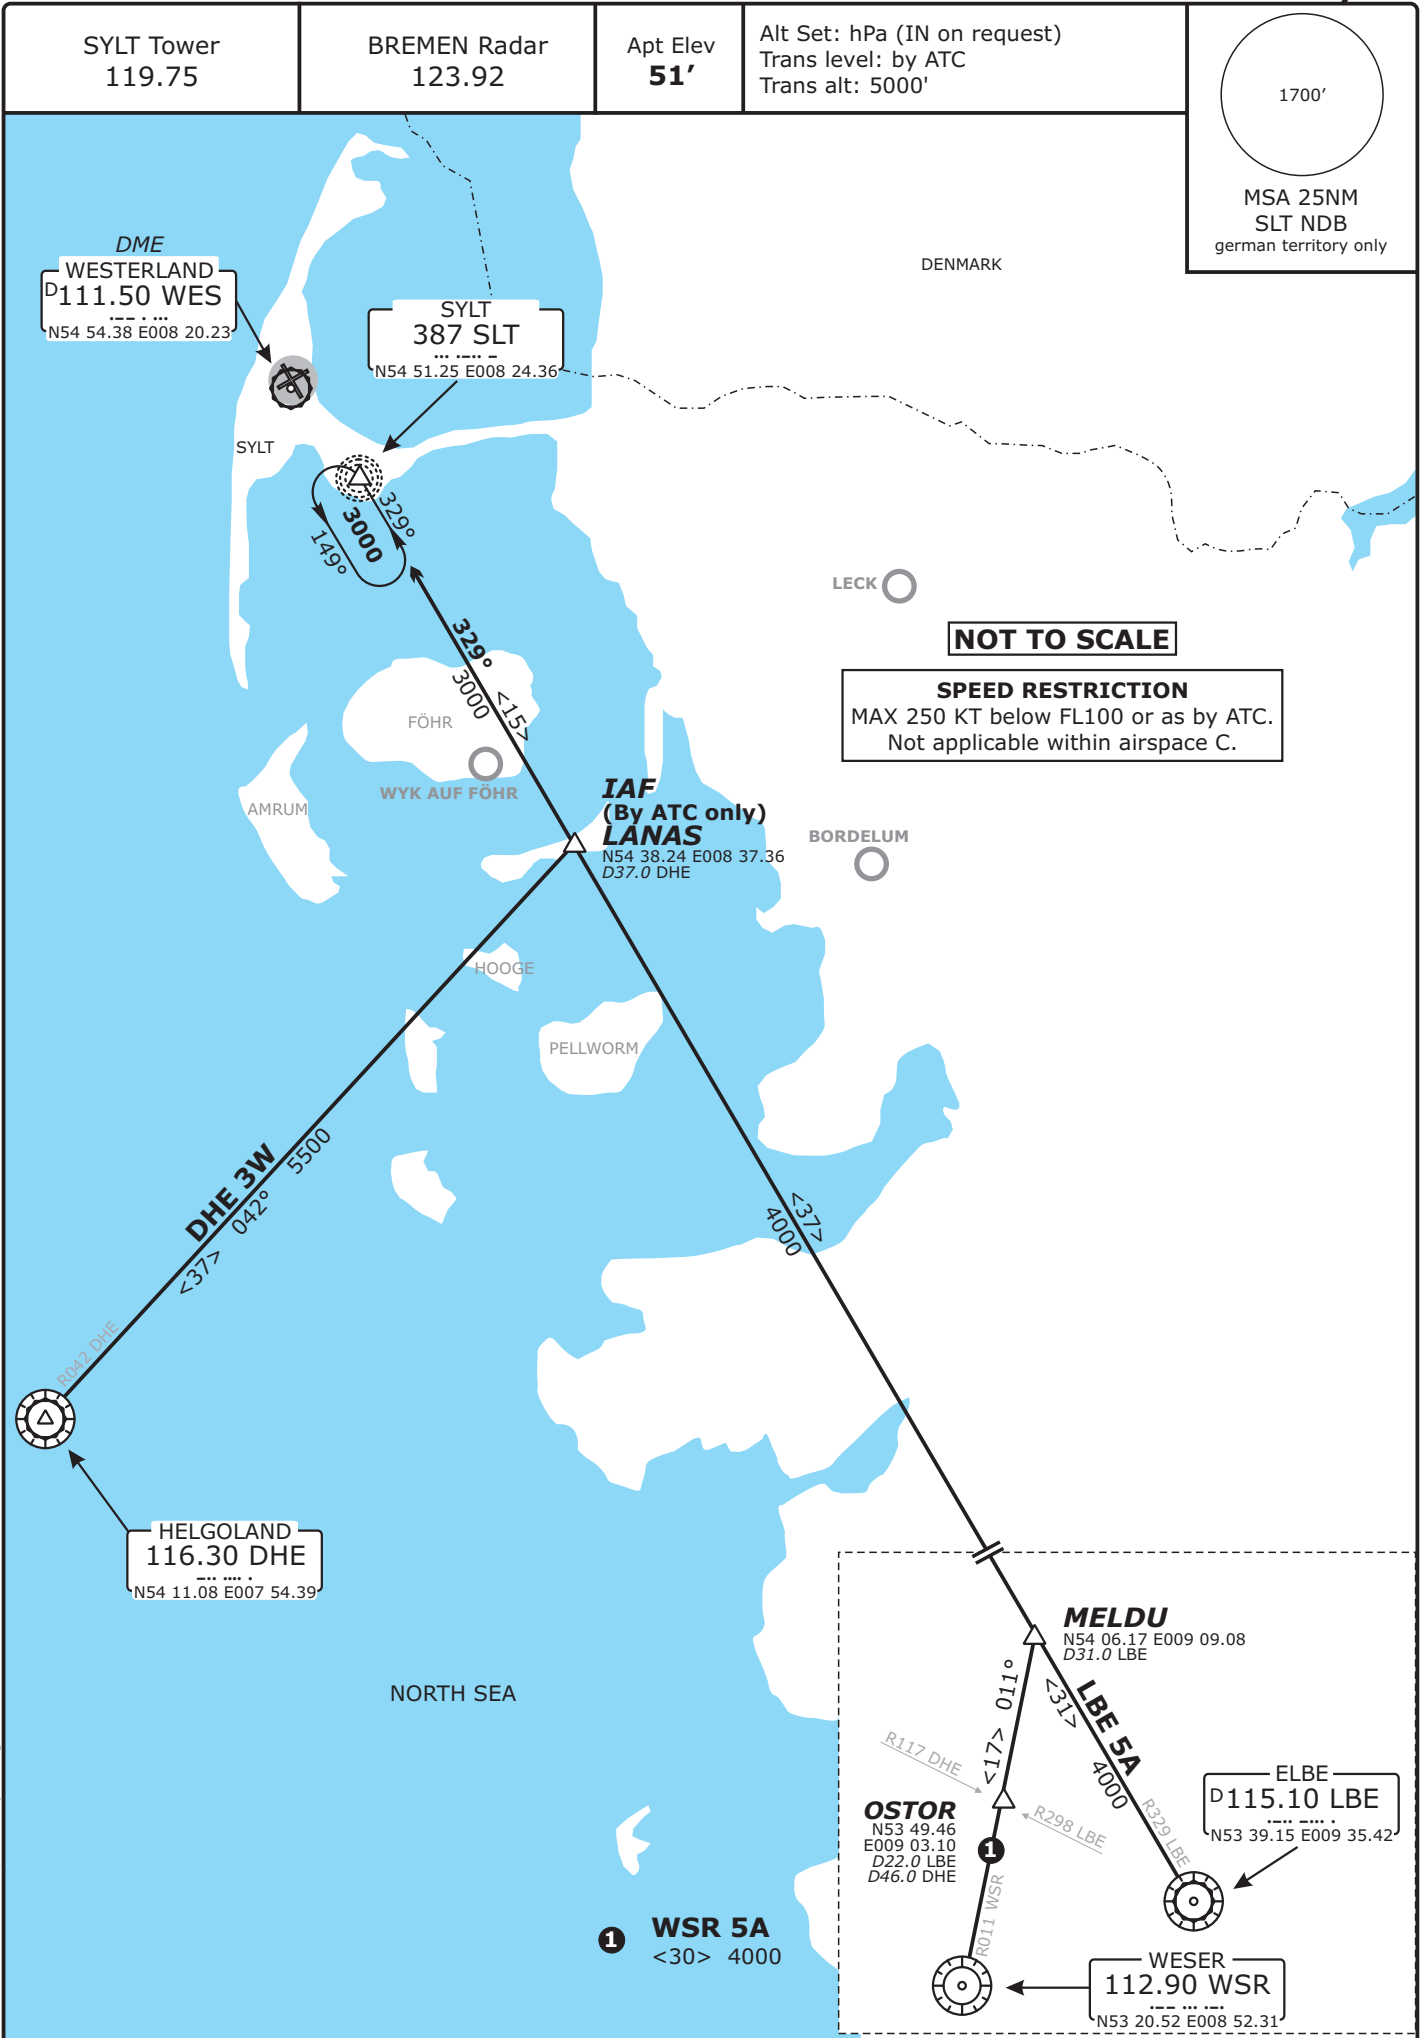 SYLT Tower
119.75
BREMEN Radar
123.92
Apt Elev
51’
Alt Set: hPa (IN on request)
Trans level: by ATC
Trans alt: 5000'
1700’
MSA 25NM
SLT NDB
german territory only
DENMARK
DME
WESTERLAND
D111.50 WES
N54 54.38 E008 20.23
SYLT
387 SLT
N54 51.25 E008 24.36
SYLT
329°
3000
149°
LECK
NOT TO SCALE
SPEED RESTRICTION
MAX 250 KT below FL100 or as by ATC.
Not applicable within airspace C.
329°
3000
<15>
FÖHR
WYK AUF FÖHR
AMRUM
IAF
(By ATC only)
LANAS
N54 38.24 E008 37.36
D37.0 DHE
BORDELUM
HOOGE
PELLWORM
DHE 3W
5500
<37> 042°
<37>
4000
R042 DHE
HELGOLAND
116.30 DHE
N54 11.08 E007 54.39
NORTH SEA
MELDU
N54 06.17 E009 09.08
D31.0 LBE
<17> 011°
<31>
LBE 5A
4000
R117 DHE
R298 LBE
R329 LBE
OSTOR
N53 49.46
E009 03.10
D22.0 LBE
D46.0 DHE
1
R011 WSR
ELBE
D115.10 LBE
N53 39.15 E009 35.42
1 WSR 5A
<30> 4000
WESER
112.90 WSR
N53 20.52 E008 52.31